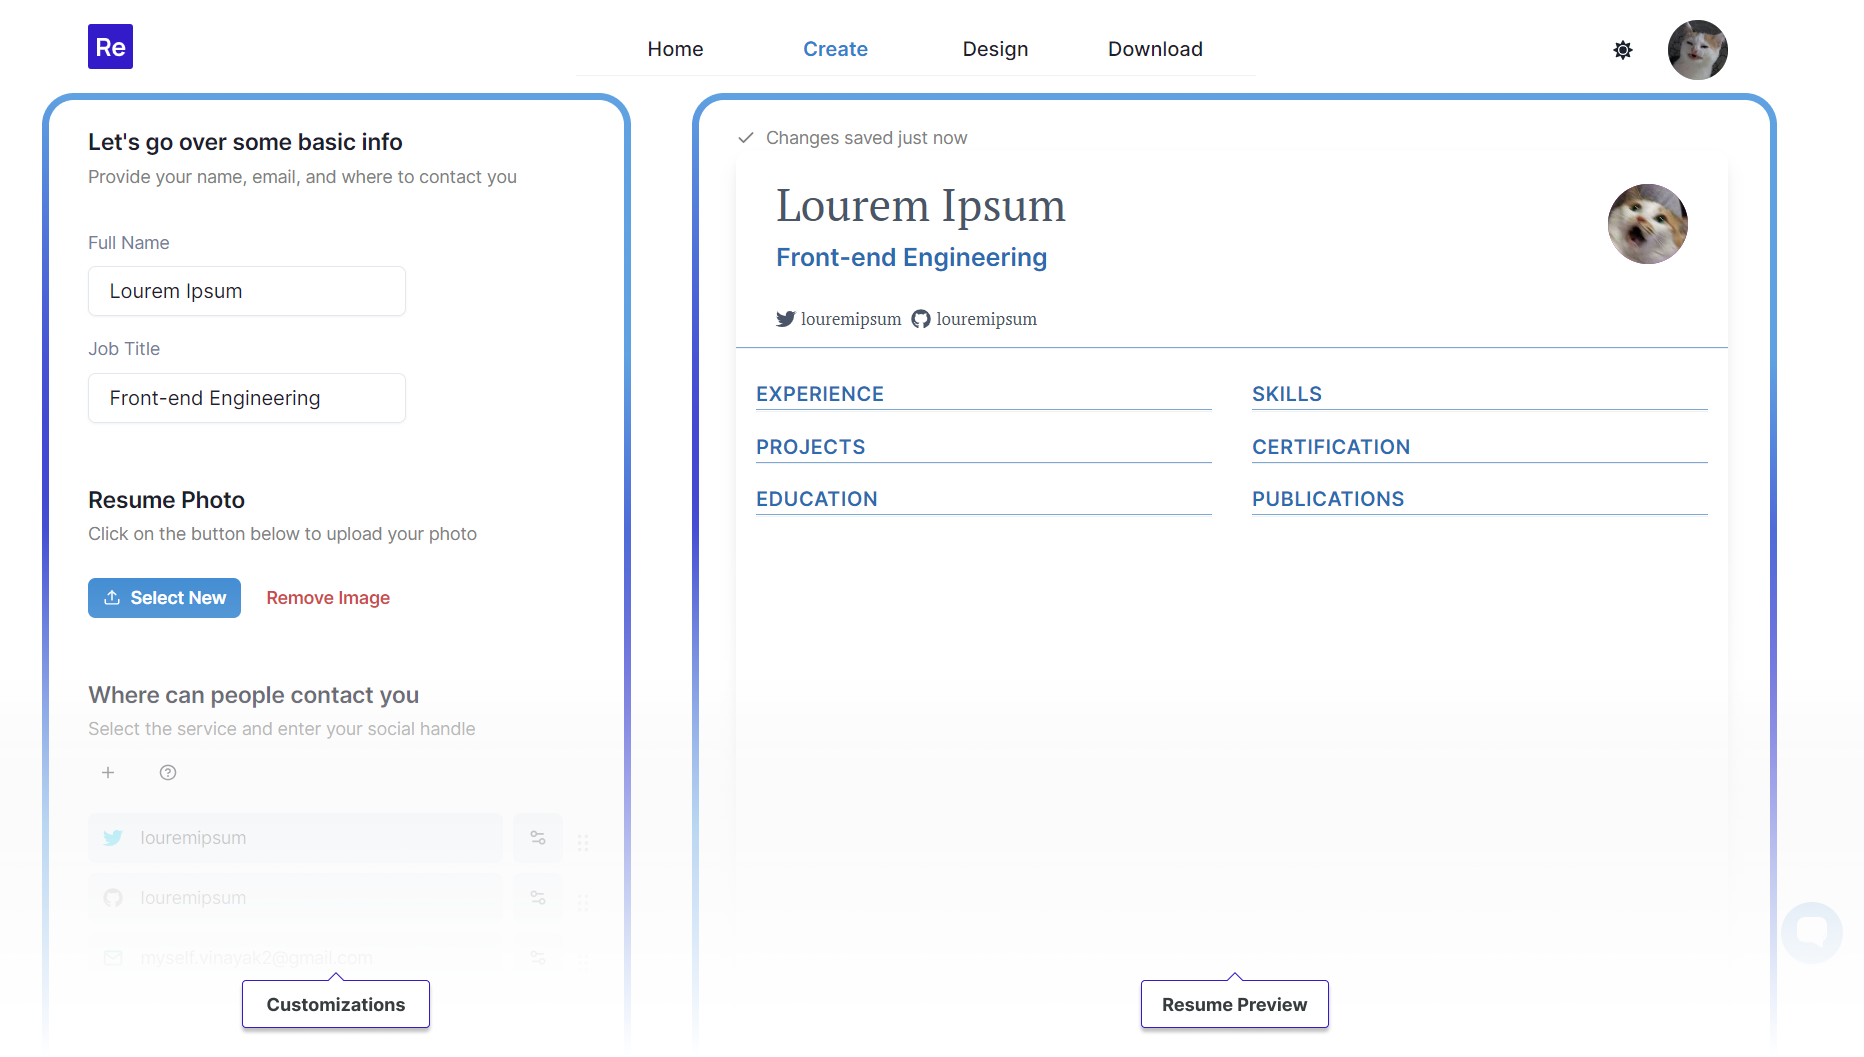 Re
Home
Create
Design
Download
Let's go over some basic info
Provide your name, email, and where to contact you
Full Name
Lourem Ipsum
Job Title
Front-end Engineering
Resume Photo
Click on the button below to upload your photo
Select New
Remove Image
Where can people contact you
Select the service and enter your social handle
louremipsum
louremipsum
myself.vinayak2@gmail.com
Customizations
Changes saved just now
Lourem Ipsum
Front-end Engineering
louremipsum louremipsum
EXPERIENCE
PROJECTS
EDUCATION
SKILLS
CERTIFICATION
PUBLICATIONS
Resume Preview